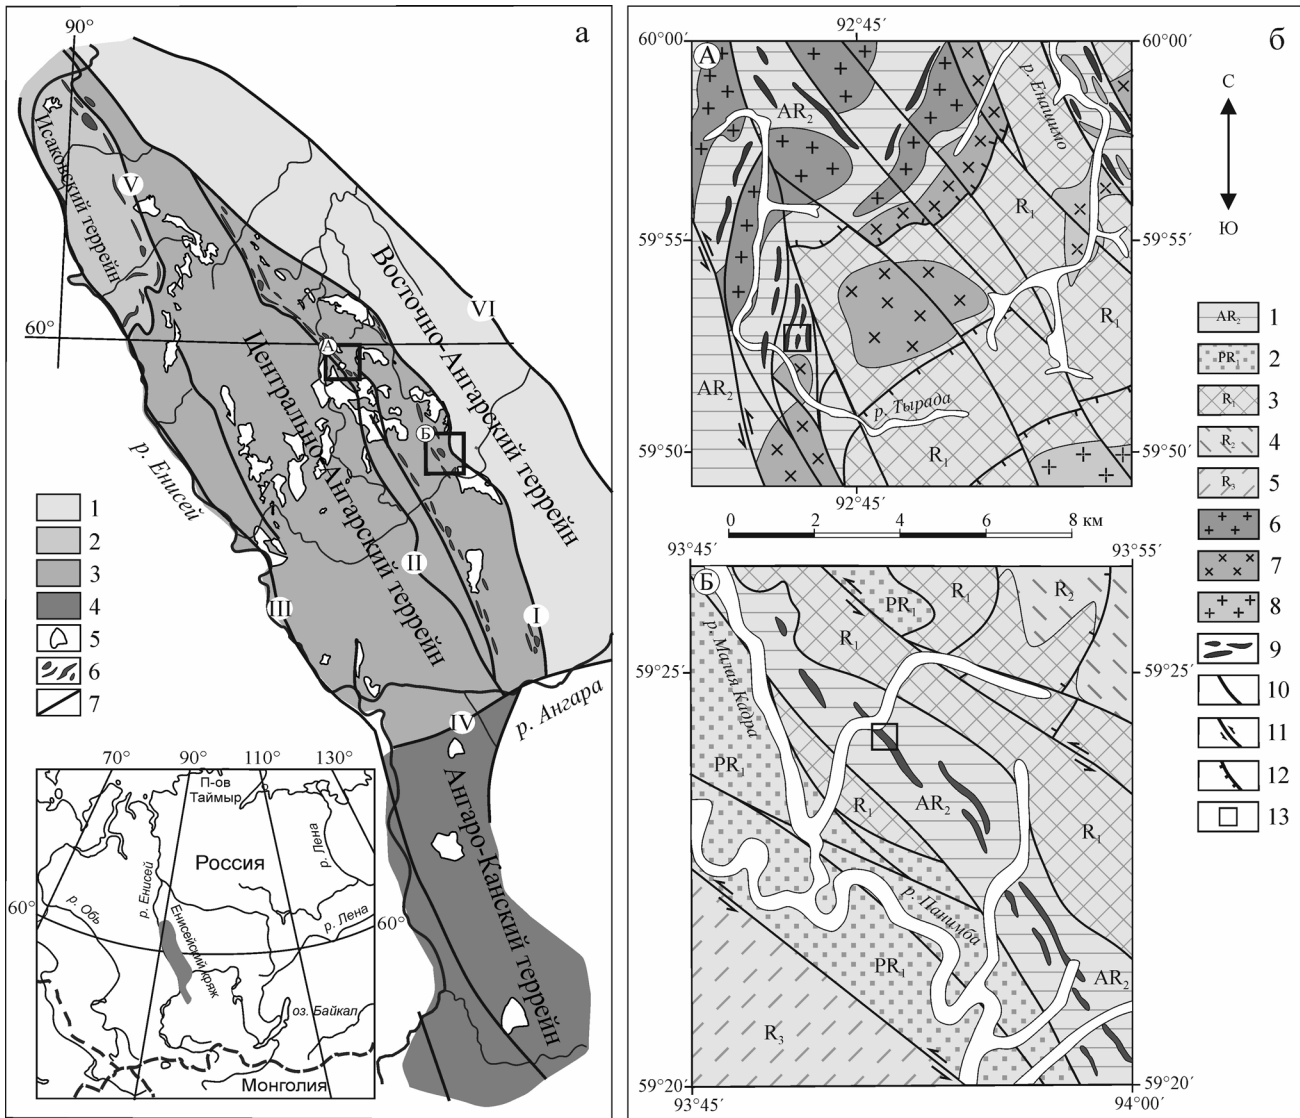 а
90°
60°
Исаковский террейн
Центрально-Ангарский террейн
Восточно-Ангарский террейн
Ангаро-Канский террейн
р. Енисей
р. Ангара
V
VI
А
Б
II
I
III
IV
1
2
3
4
5
6
7
70°
90°
110°
130°
П-ов
Таймыр
Россия
р. Лена
р. Обь
р. Енисей
Енисейский кряж
р. Лена
60°
60°
оз. Байкал
Монголия
б
92°45´
60°00´
60°00´
А
AR2
р. Енашимо
R1
59°55´
59°55´
R1
AR2
р. Тырада
R1
59°50´
59°50´
92°45´
0
2
4
6
8 км
93°45´
93°55´
Б
PR1
R1
R2
р. Малая Кадра
R1
59°25´
59°25´
PR1
R1
AR2
R1
р. Панимба
PR1
AR2
R3
59°20´
59°20´
93°45´
94°00´
С
Ю
AR2 1
PR1 2
R1 3
R2 4
R3 5
6
7
8
9
10
11
12
13